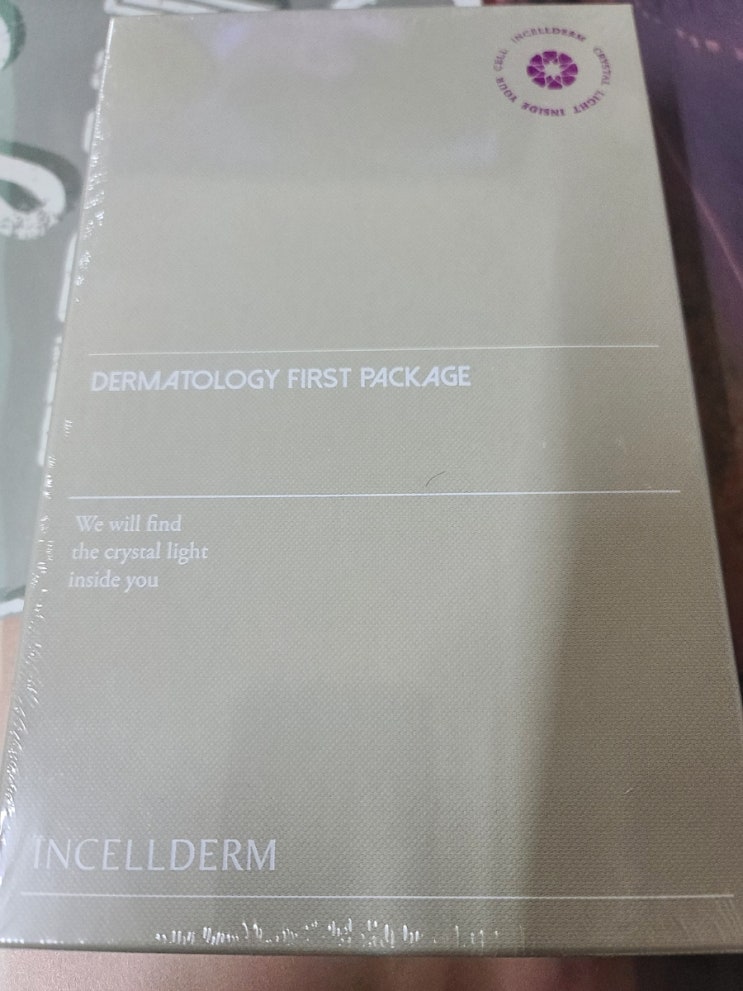 INCELLDERM CRYSTAL LIGHT INSIDE YOUR CELL
DERMATOLOGY FIRST PACKAGE
We will find
the crystal light
inside you
INCELLDERM